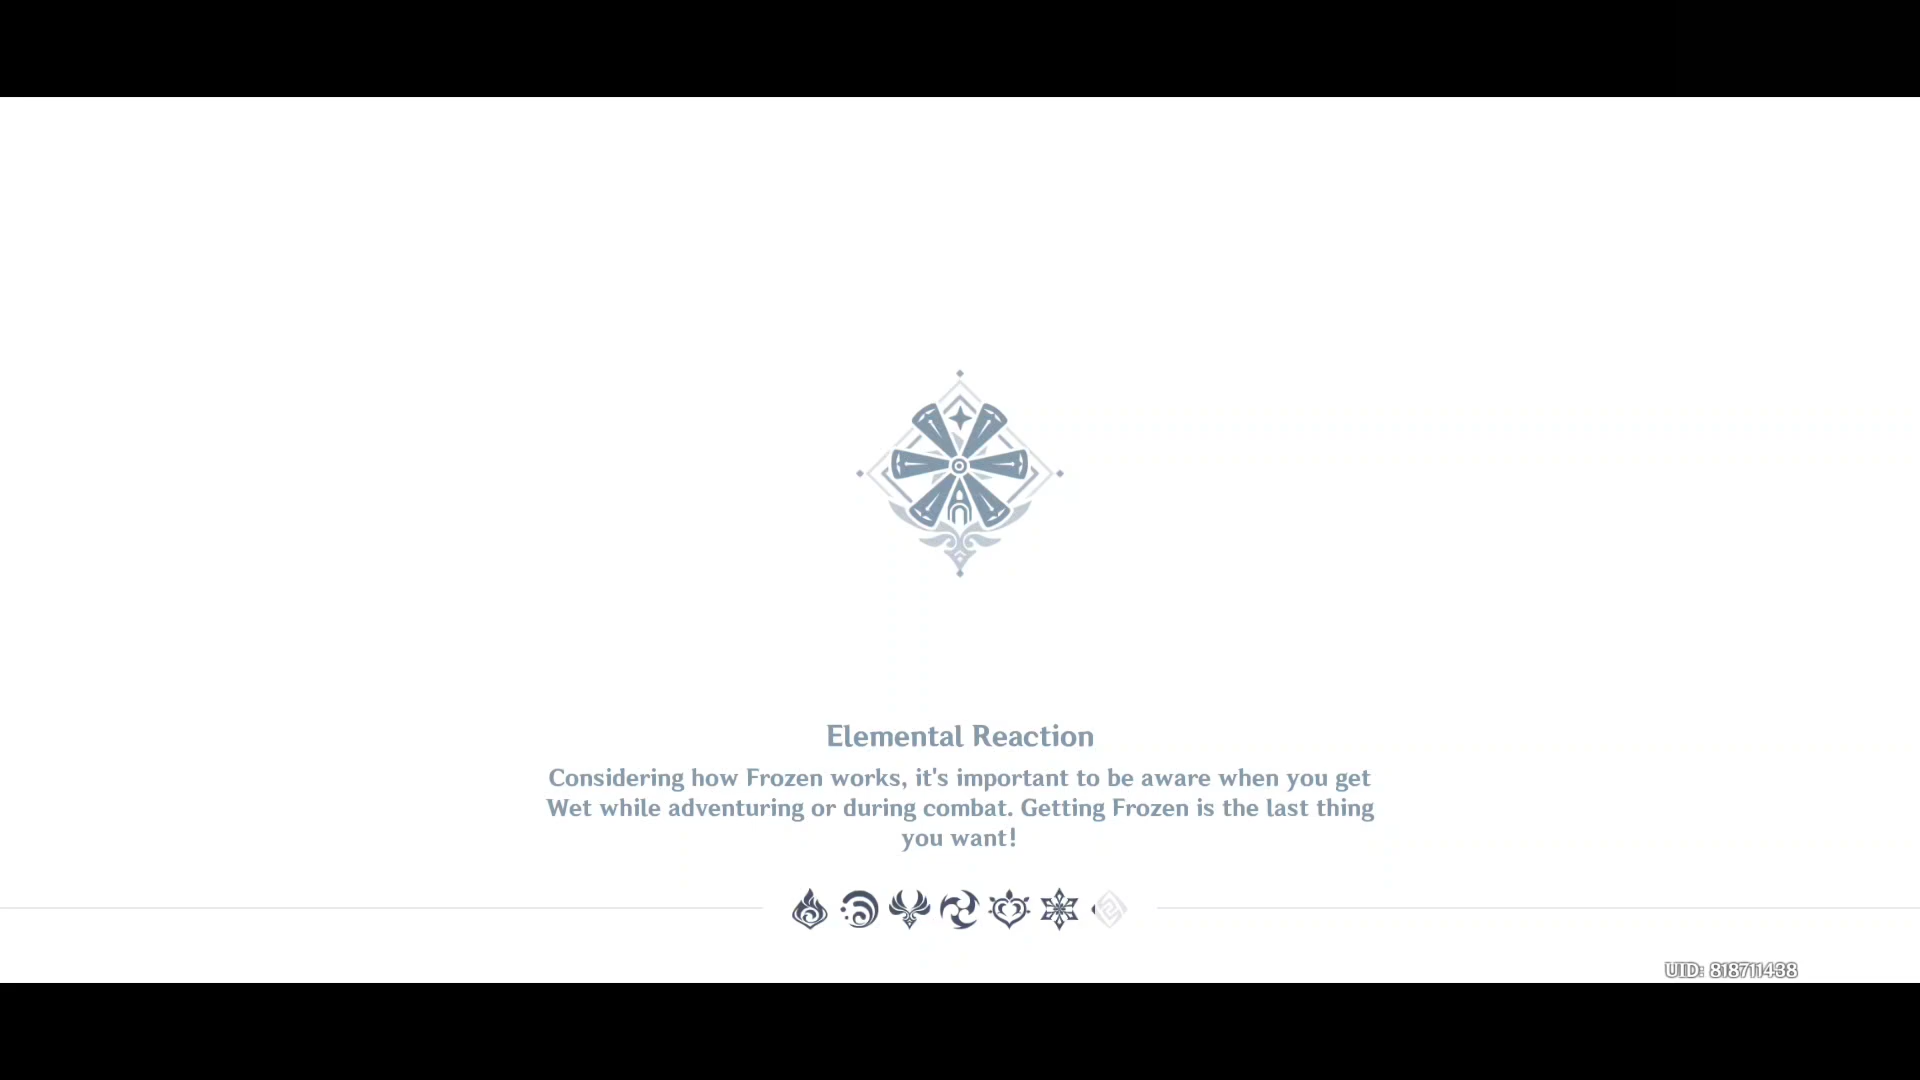 Elemental Reaction
Considering how Frozen works, it's important to be aware when you get
Wet while adventuring or during combat. Getting Frozen is the last thing
you want!
UID: 818711438